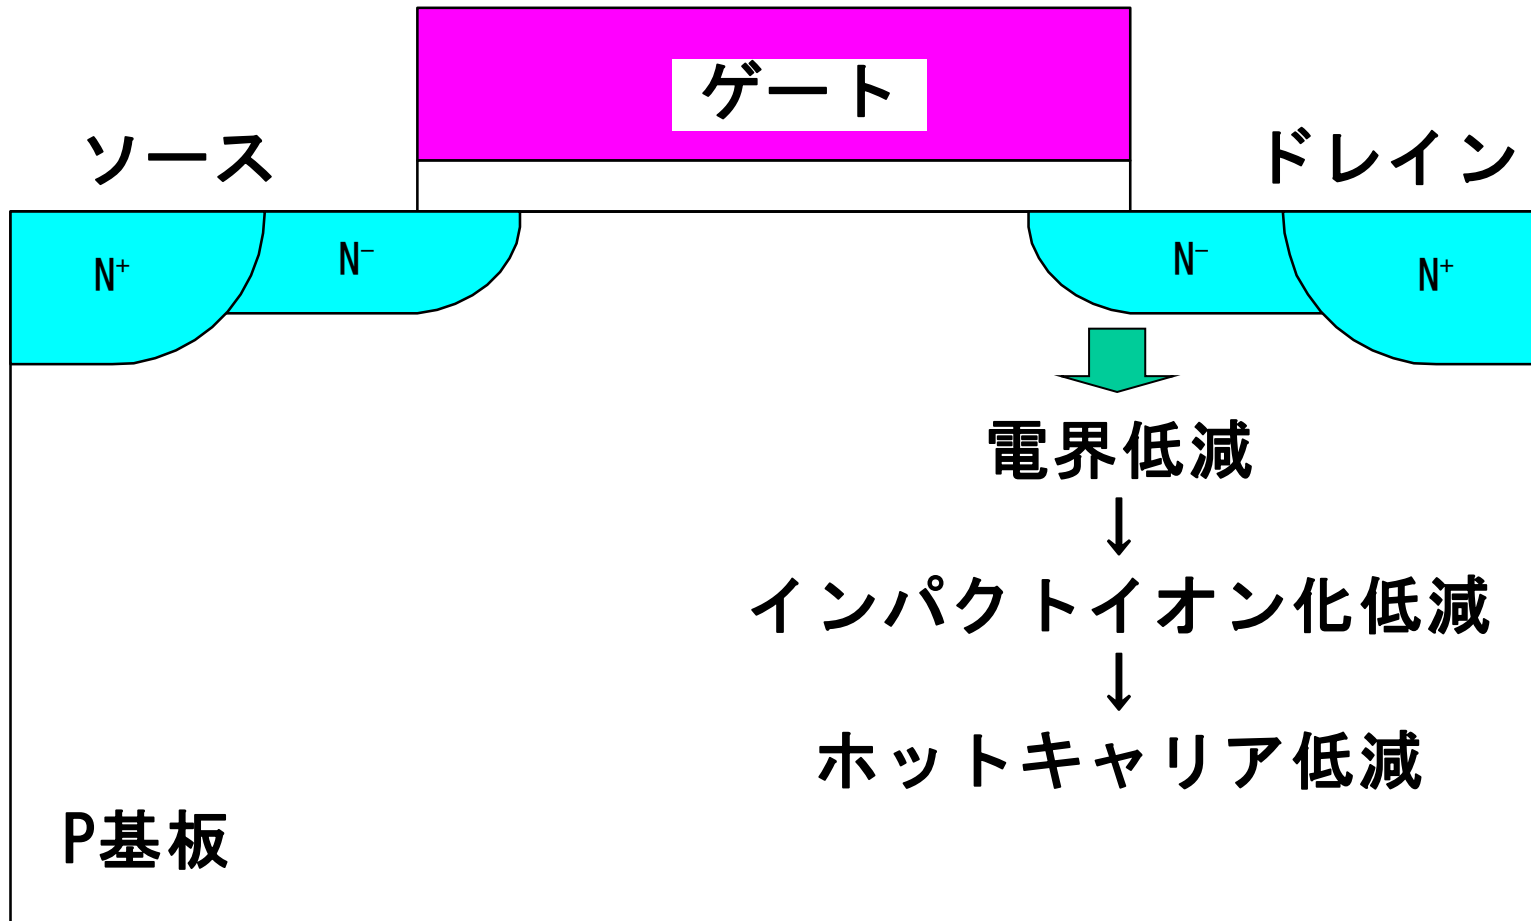 ゲート
ソース
ドレイン
N⁺
N⁻
N⁻
N⁺
電界低減
↓
インパクトイオン化低減
↓
ホットキャリア低減
P基板